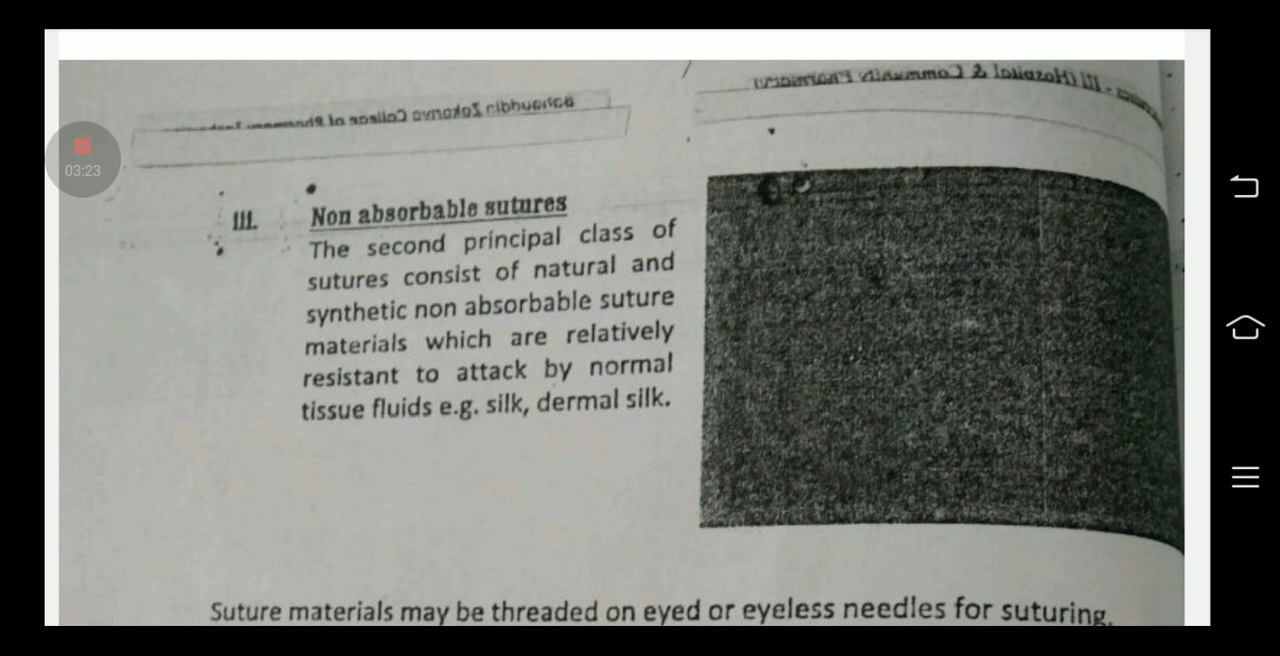 03:23
III. Non absorbable sutures
The second principal class of
sutures consist of natural and
synthetic non absorbable suture
materials which are relatively
resistant to attack by normal
tissue fluids e.g. silk, dermal silk.
Suture materials may be threaded on eyed or eyeless needles for suturing.